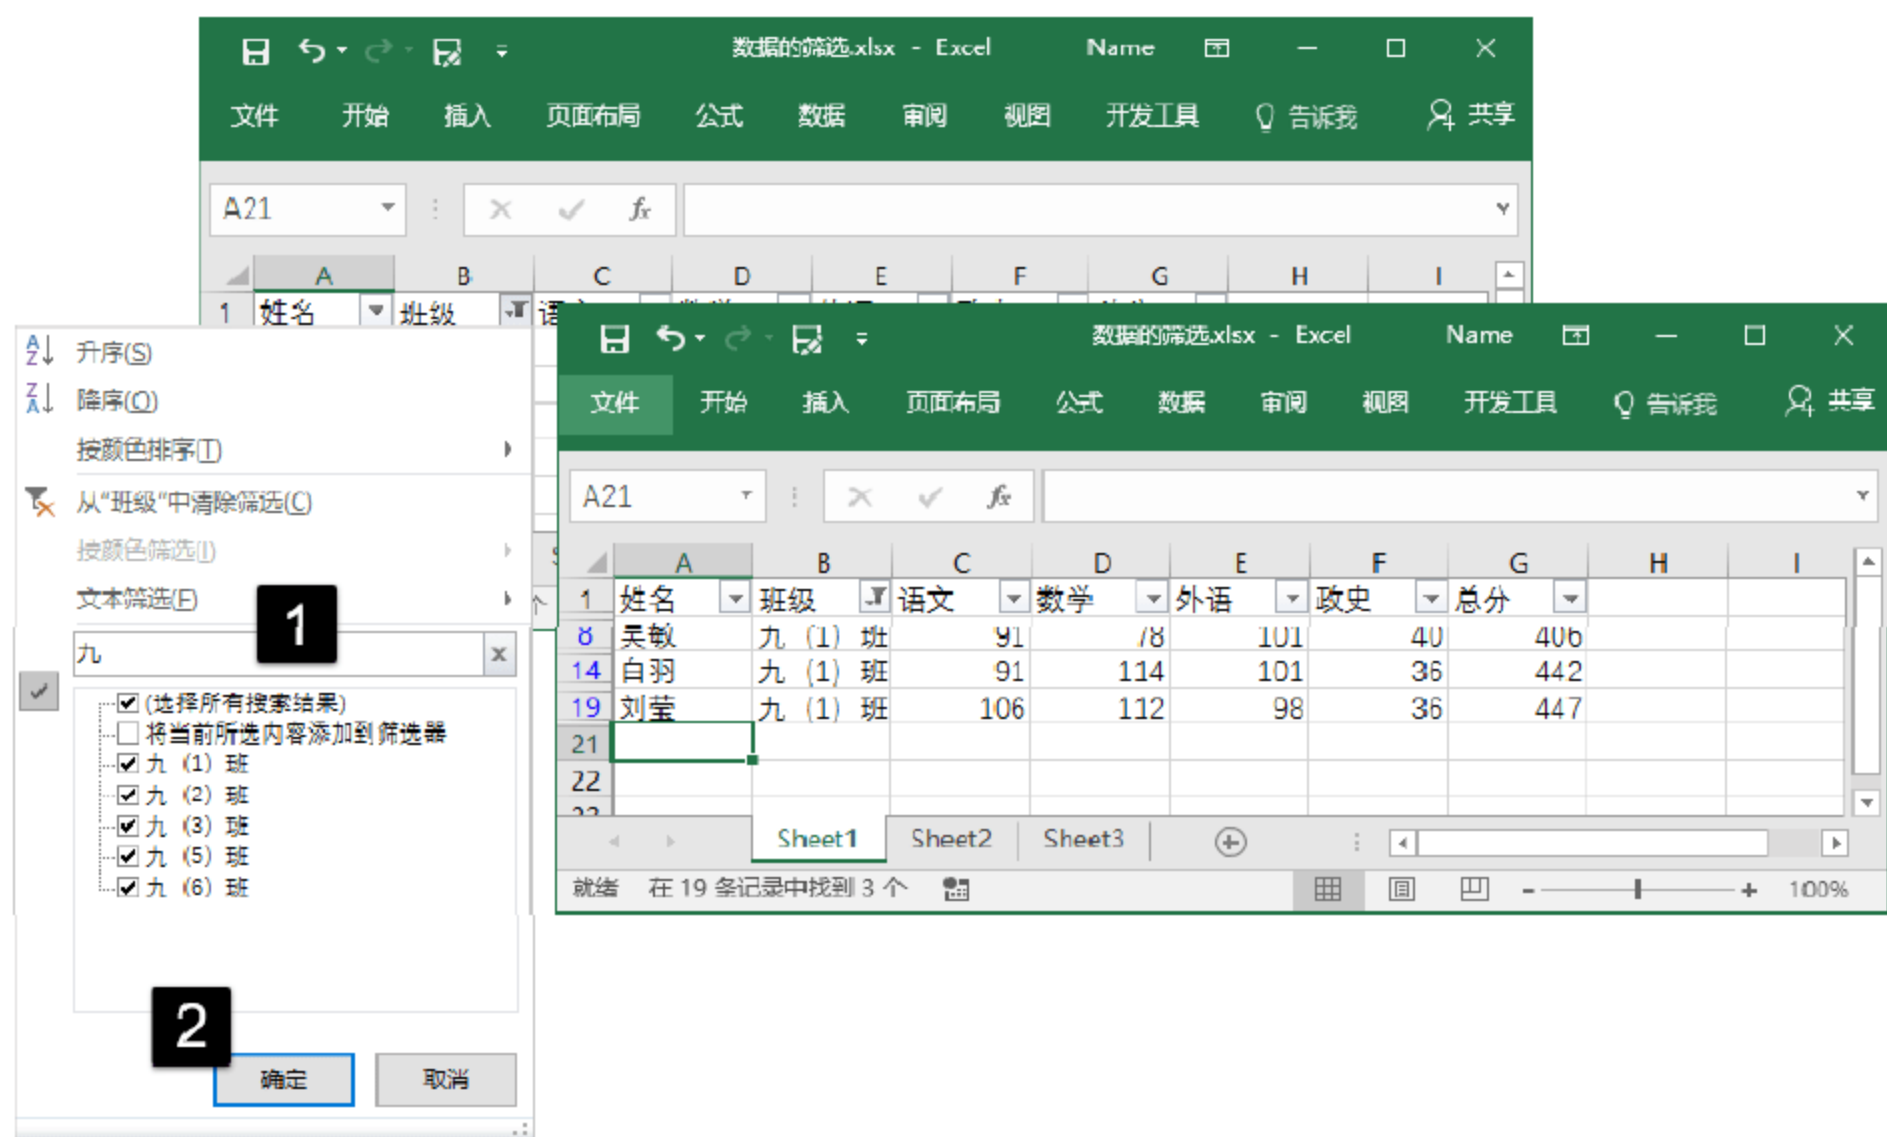 数据的筛选.xlsx - Excel Name
文件 开始 插入 页面布局 公式 数据 审阅 视图 开发工具 告诉我 共享
A21 fx
A B C D E F G H I
1 姓名 班级
升序(S)
降序(O)
按颜色排序(T)
从“班级”中清除筛选(C)
按颜色筛选(I)
文本筛选(F)
1
九
(选择所有搜索结果)
将当前所选内容添加到筛选器
九 (1) 班
九 (2) 班
九 (3) 班
九 (5) 班
九 (6) 班
2
确定 取消
数据的筛选.xlsx - Excel Name
文件 开始 插入 页面布局 公式 数据 审阅 视图 开发工具 告诉我 共享
A21 fx
A B C D E F G H I
1 姓名 班级 语文 数学 外语 政史 总分
8 吴敏 九 (1) 班 91 78 101 40 406
14 白羽 九 (1) 班 91 114 101 36 442
19 刘莹 九 (1) 班 106 112 98 36 447
21
22
Sheet1 Sheet2 Sheet3
就绪 在 19 条记录中找到 3 个 100%